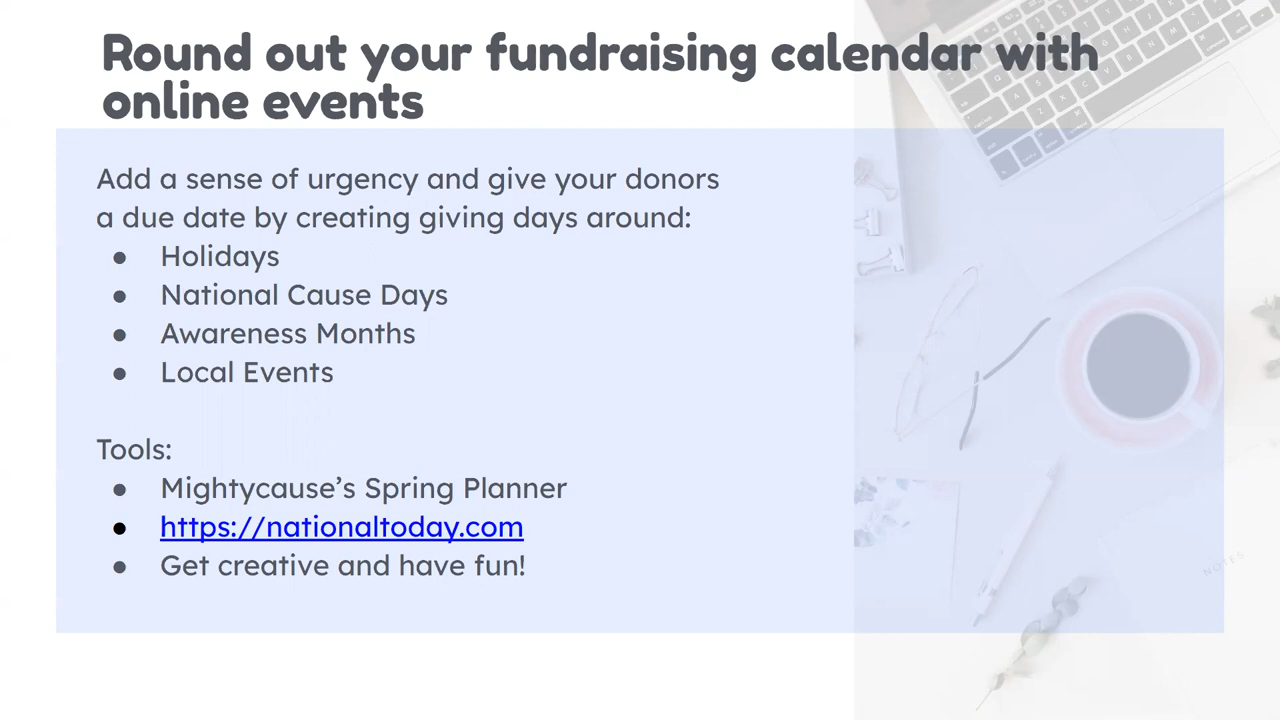 Round out your fundraising calendar with
online events
Add a sense of urgency and give your donors
a due date by creating giving days around:
● Holidays
● National Cause Days
● Awareness Months
● Local Events
Tools:
● Mightycause’s Spring Planner
● https://nationaltoday.com
● Get creative and have fun!
NOTES